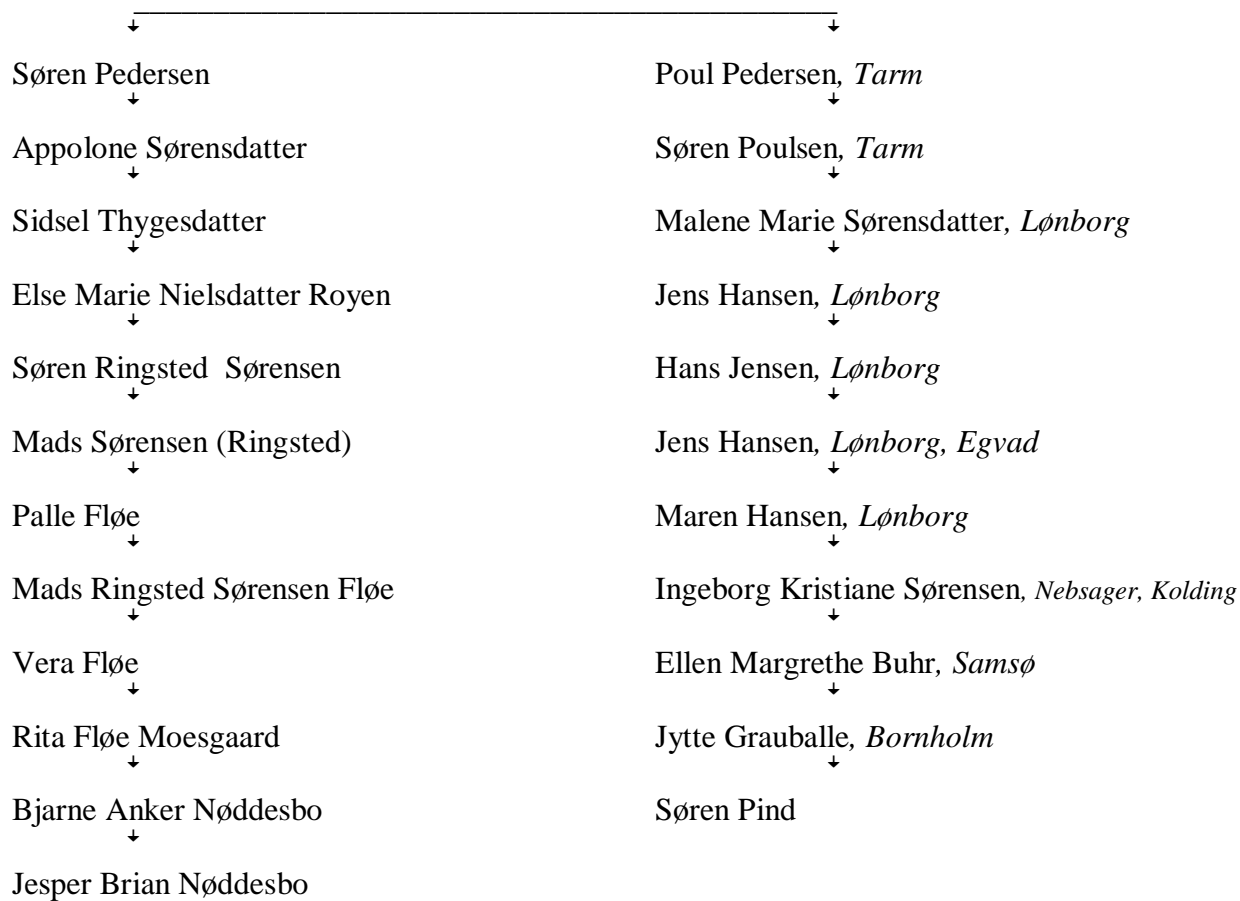 Søren Pedersen Poul Pedersen, Tarm
Appolone Sørensdatter Søren Poulsen, Tarm
Sidsel Thygesdatter Malene Marie Sørensdatter, Lønborg
Else Marie Nielsdatter Royen Jens Hansen, Lønborg
Søren Ringsted  Sørensen Hans Jensen, Lønborg
Mads Sørensen (Ringsted) Jens Hansen, Lønborg, Egvad
Palle Fløe Maren Hansen, Lønborg
Mads Ringsted Sørensen Fløe Ingeborg Kristiane Sørensen, Nebsager, Kolding
Vera Fløe Ellen Margrethe Buhr, Samsø
Rita Fløe Moesgaard Jytte Grauballe, Bornholm
Bjarne Anker Nøddesbo Søren Pind
Jesper Brian Nøddesbo